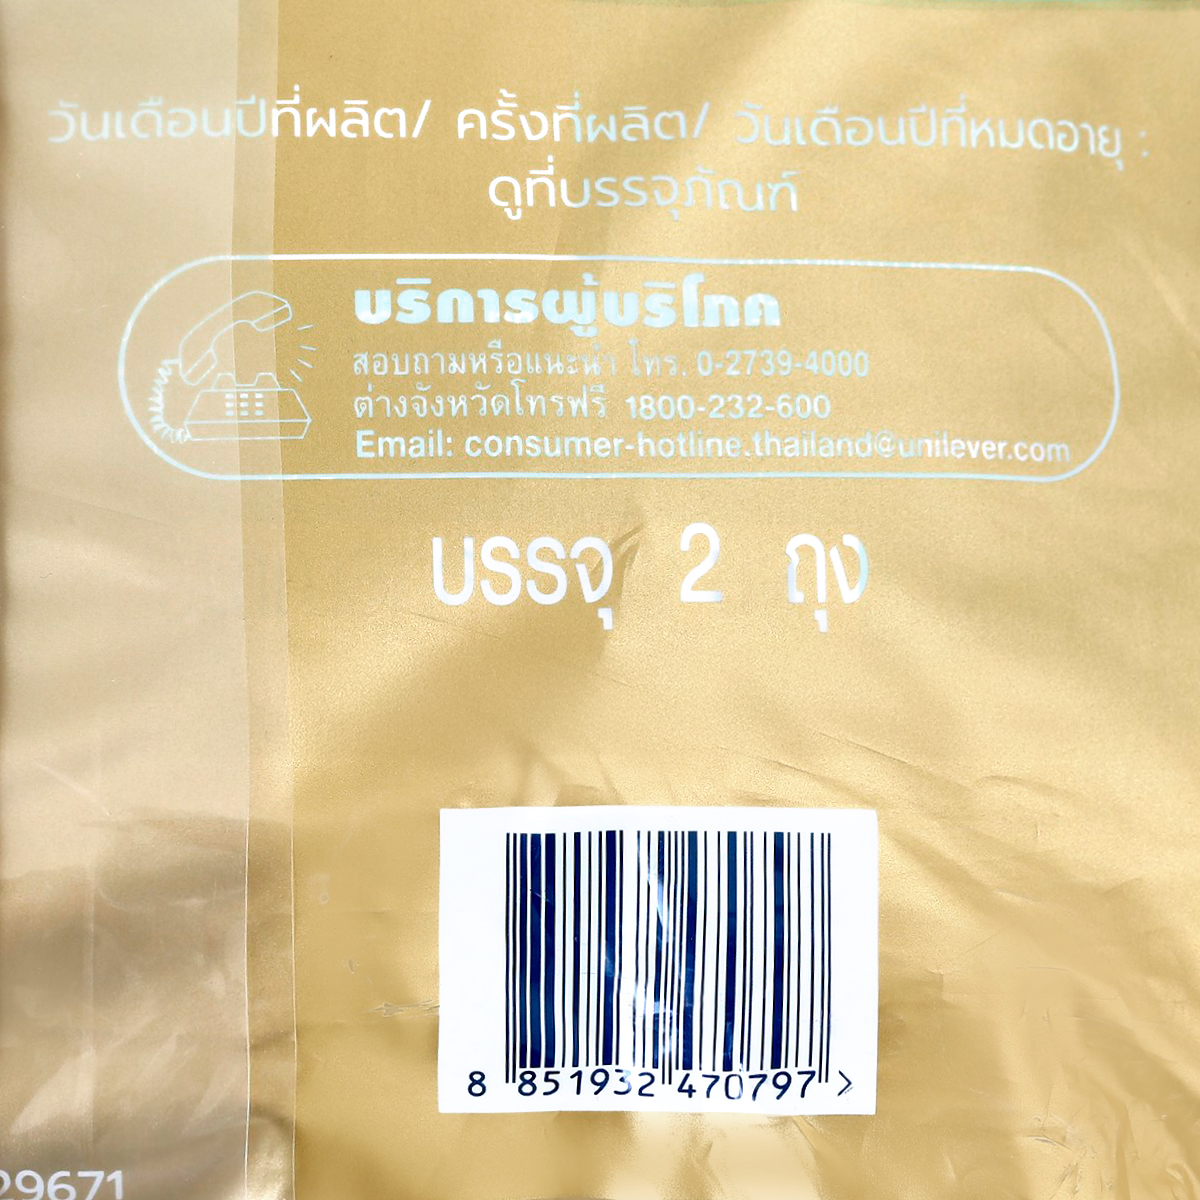 วันเดือนปีที่ผลิต/ ครั้งที่ผลิต/ วันเดือนปีที่หมดอายุ :
ดูที่บรรจุภัณฑ์
บริการผู้บริโภค
สอบถามหรือแนะนำ โทร. 0-2739-4000
ต่างจังหวัดโทรฟรี 1800-232-600
Email: consumer-hotline.thailand@unilever.com
บรรจุ 2 ถุง
8 851932 470797 >
29671